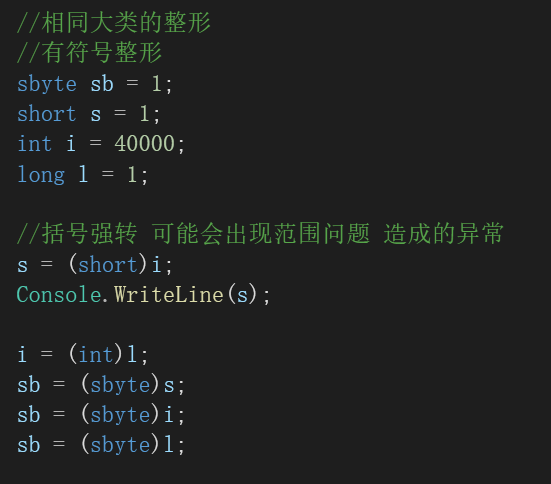 //相同大类的整形
//有符号整形
sbyte sb = 1;
short s = 1;
int i = 40000;
long l = 1;
//括号强转 可能会出现范围问题 造成的异常
s = (short)i;
Console.WriteLine(s);
i = (int)l;
sb = (sbyte)s;
sb = (sbyte)i;
sb = (sbyte)l;